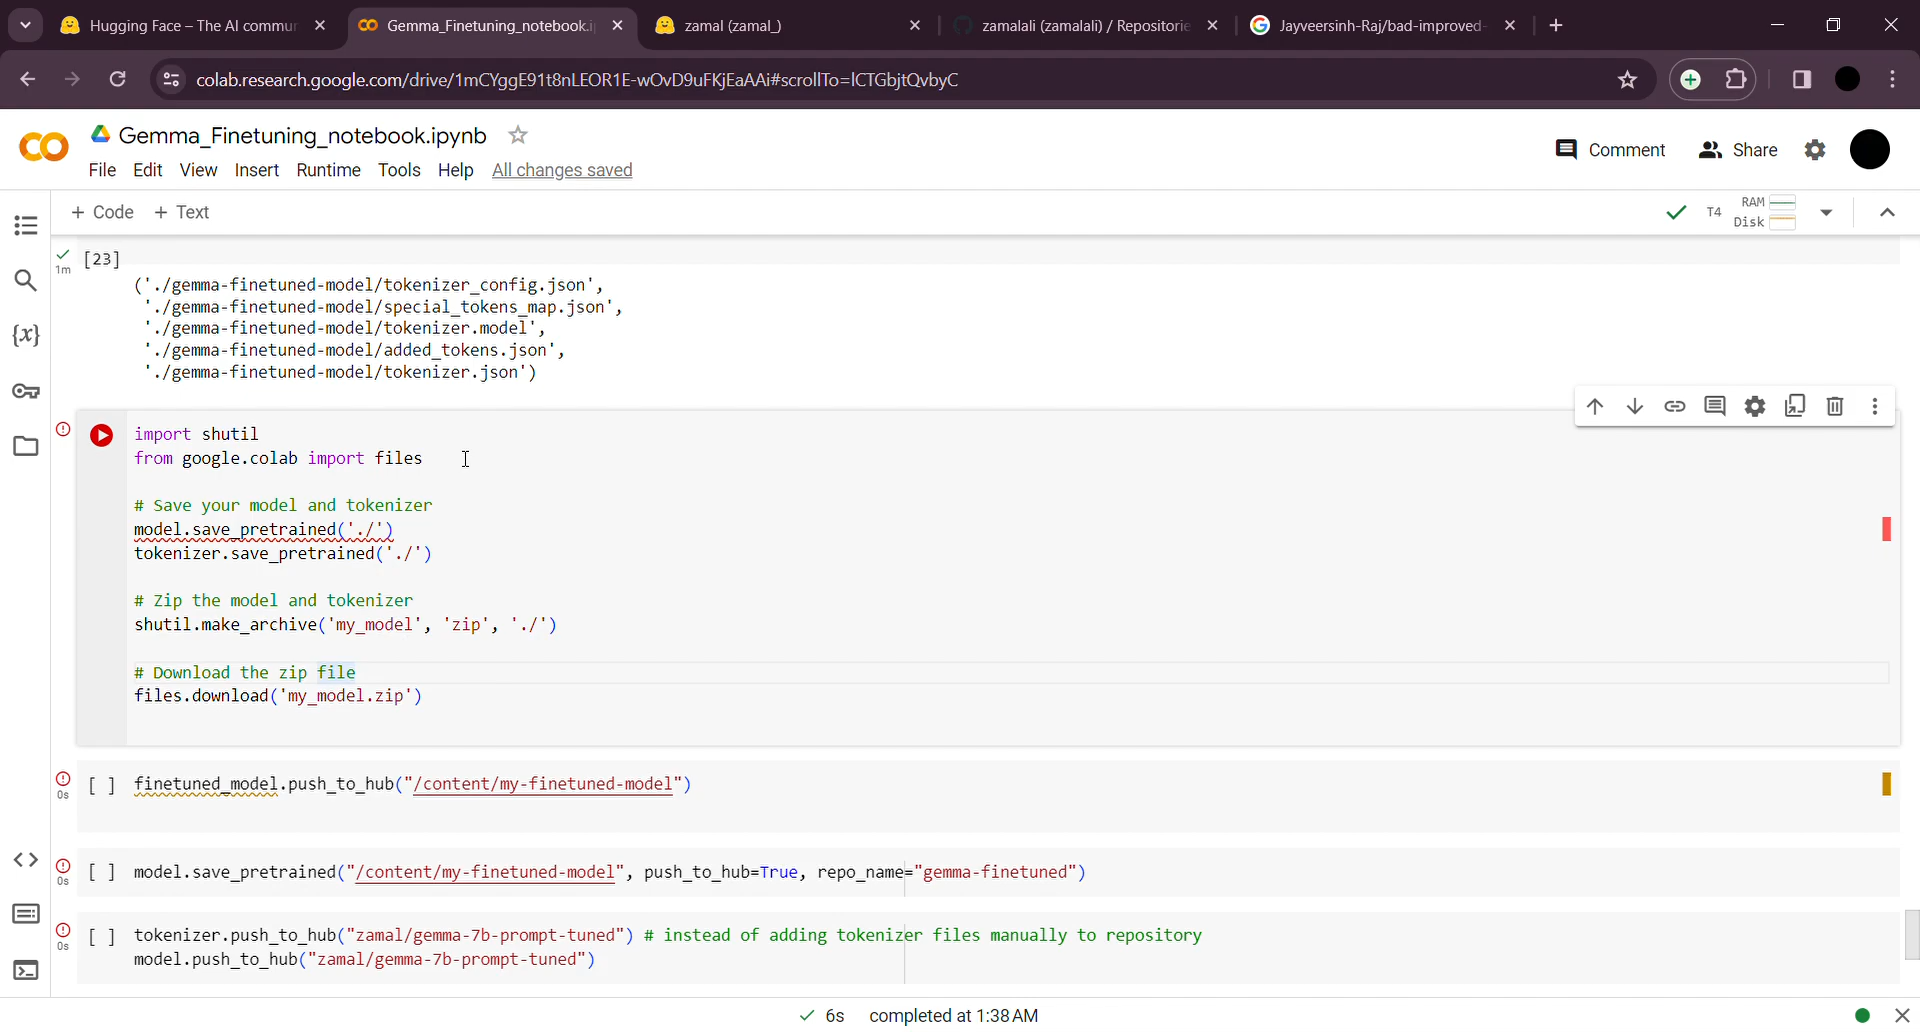 Hugging Face – The AI commun
Gemma_Finetuning_notebook.i
zamal (zamal_)
zamalali (zamalali) / Repositorie
Jayveersinh-Raj/bad-improved-
colab.research.google.com/drive/1mCYggE91t8nLEOR1E-wOvD9uFKjEaAAi#scrollTo=lCTGbjtQvbyC
Gemma_Finetuning_notebook.ipynb
Comment
Share
File Edit View Insert Runtime Tools Help All changes saved
+ Code + Text
T4
RAM
Disk
[23]
1m
('./gemma-finetuned-model/tokenizer_config.json',
'./gemma-finetuned-model/special_tokens_map.json',
'./gemma-finetuned-model/tokenizer.model',
'./gemma-finetuned-model/added_tokens.json',
'./gemma-finetuned-model/tokenizer.json')
import shutil
from google.colab import files
# Save your model and tokenizer
model.save_pretrained('./')
tokenizer.save_pretrained('./')
# Zip the model and tokenizer
shutil.make_archive('my_model', 'zip', './')
# Download the zip file
files.download('my_model.zip')
0s
[ ] finetuned_model.push_to_hub("/content/my-finetuned-model")
0s
[ ] model.save_pretrained("/content/my-finetuned-model", push_to_hub=True, repo_name="gemma-finetuned")
0s
[ ] tokenizer.push_to_hub("zamal/gemma-7b-prompt-tuned") # instead of adding tokenizer files manually to repository
model.push_to_hub("zamal/gemma-7b-prompt-tuned")
6s completed at 1:38 AM